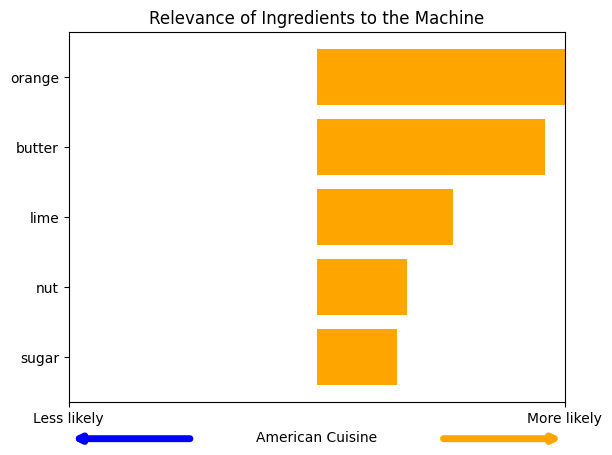 Relevance of Ingredients to the Machine
orange
butter
lime
nut
sugar
Less likely
More likely
American Cuisine